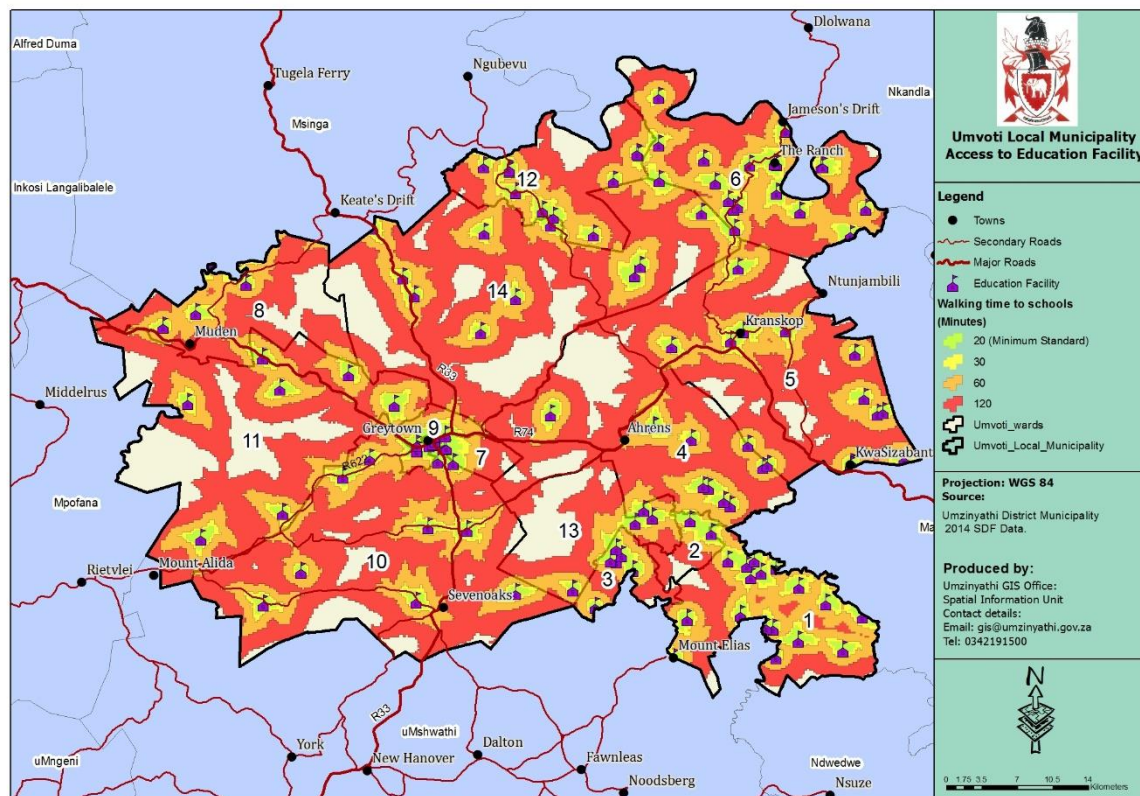 Alfred Duma
Dlolwana
Tugela Ferry
Ngubevu
Nkandla
Msinga
Jameson's Drift
The Ranch
12
6
Inkosi Langalibalele
Keate's Drift
14
Ntunjambili
8
Muden
Kranskop
R33
5
Middelrus
Greytown
9
R74
Ahrens
11
7
4
KwaSizabant
Mpofana
13
2
10
3
Rietvlei
Mount Alida
Sevenoaks
1
Mount Elias
R33
uMshwathi
York
Dalton
uMngeni
New Hanover
Fawnleas
Ndwedwe
Noodsberg
Nsuze
Umvoti Local Municipality
Access to Education Facility
Legend
Towns
Secondary Roads
Major Roads
Education Facility
Walking time to schools
(Minutes)
20 (Minimum Standard)
30
60
120
Umvoti_wards
Umvoti_Local_Municipality
Projection: WGS 84
Source:
Umzinyathi District Municipality
2014 SDF Data.
Produced by:
Umzinyathi GIS Office:
Spatial Information Unit
Contact details:
Email: gis@umzinyathi.gov.za
Tel: 0342191500
N
0 1.75 3.5 7 10.5 14
Kilometers